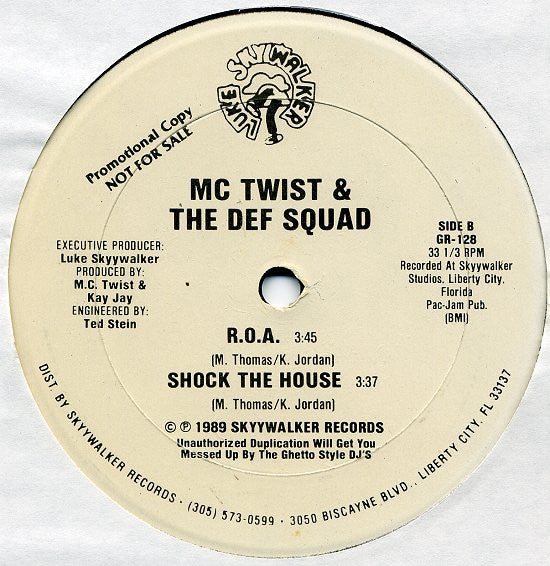 LUKE SKYYWALKER
Promotional Copy
NOT FOR SALE
MC TWIST &
THE DEF SQUAD
EXECUTIVE PRODUCER:
Luke Skyywalker
PRODUCED BY:
M.C. Twist &
Kay Jay
ENGINEERED BY:
Ted Stein
SIDE B
GR-128
33 1/3 RPM
Recorded At Skyywalker
Studios, Liberty City,
Florida
Pac-Jam Pub.
(BMI)
R.O.A. 3:45
(M. Thomas/K. Jordan)
SHOCK THE HOUSE 3:37
(M. Thomas/K. Jordan)
© ℗ 1989 SKYYWALKER RECORDS
Unauthorized Duplication Will Get You
Messed Up By The Ghetto Style DJ'S
DIST. BY SKYYWALKER RECORDS · (305) 573-0599 · 3050 BISCAYNE BLVD., LIBERTY CITY, FL 33137